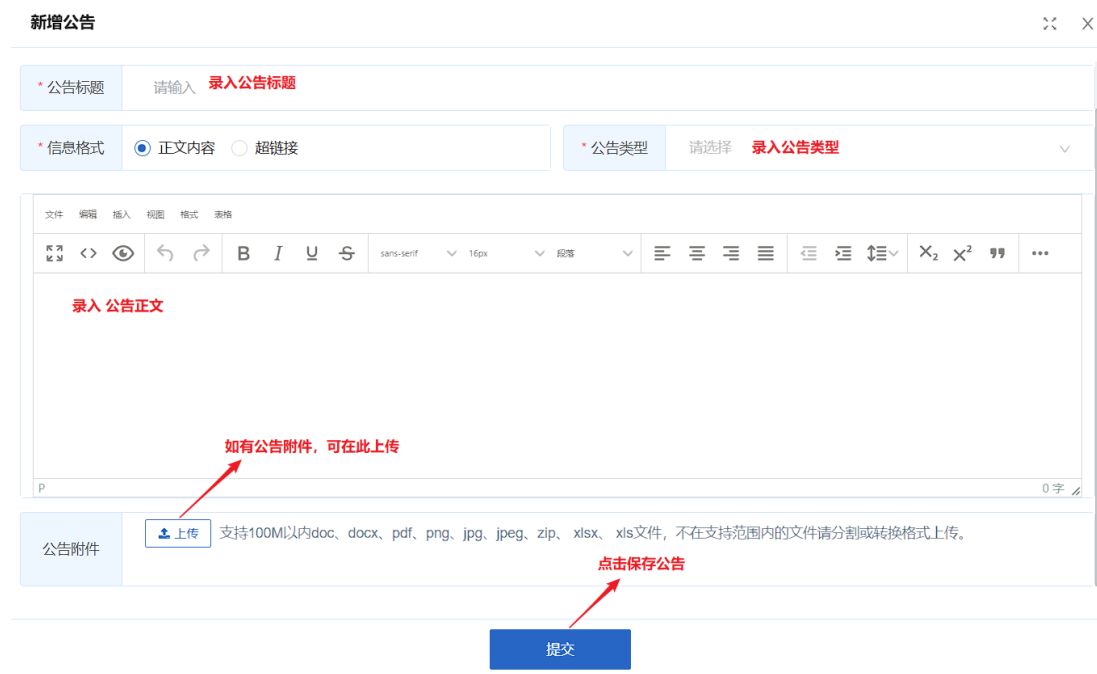 新增公告
* 公告标题 请输入 录入公告标题
* 信息格式 正文内容 超链接 * 公告类型 请选择 录入公告类型
文件 编辑 插入 视图 格式 表格
B I U S sans-serif 16px 段落 X₂ X²
录入 公告正文
如有公告附件，可在此上传
P 0 字
公告附件 上传 支持100M以内doc、docx、pdf、png、jpg、jpeg、zip、 xlsx、 xls文件，不在支持范围内的文件请分割或转换格式上传。
点击保存公告
提交